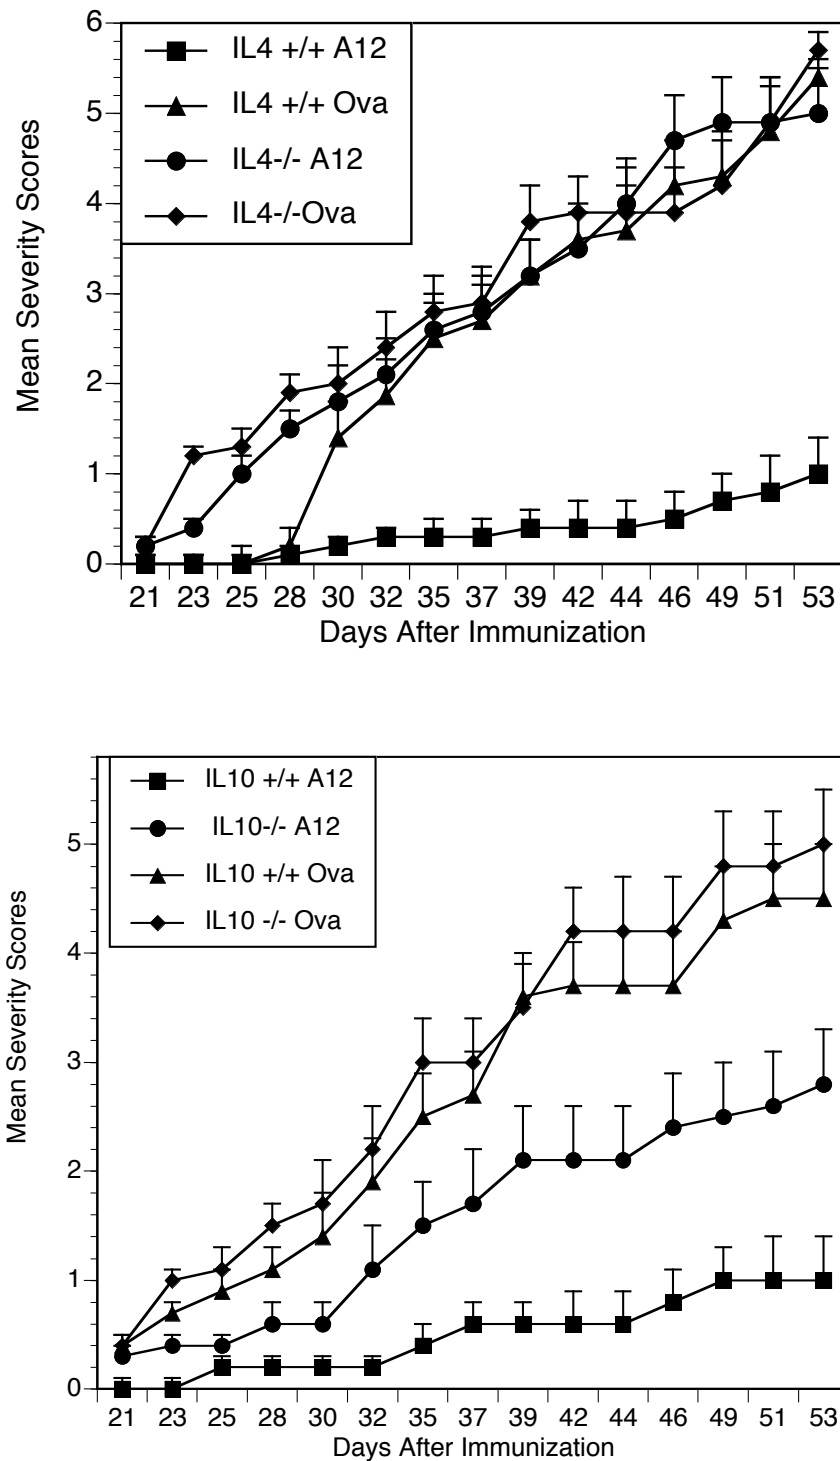 6
5
4
3
2
1
0
Mean Severity Scores
IL4 +/+ A12
IL4 +/+ Ova
IL4-/- A12
IL4-/-Ova
21 23 25 28 30 32 35 37 39 42 44 46 49 51 53
Days After Immunization
5
4
3
2
1
0
Mean Severity Scores
IL10 +/+ A12
IL10-/- A12
IL10 +/+ Ova
IL10 -/- Ova
21 23 25 28 30 32 35 37 39 42 44 46 49 51 53
Days After Immunization